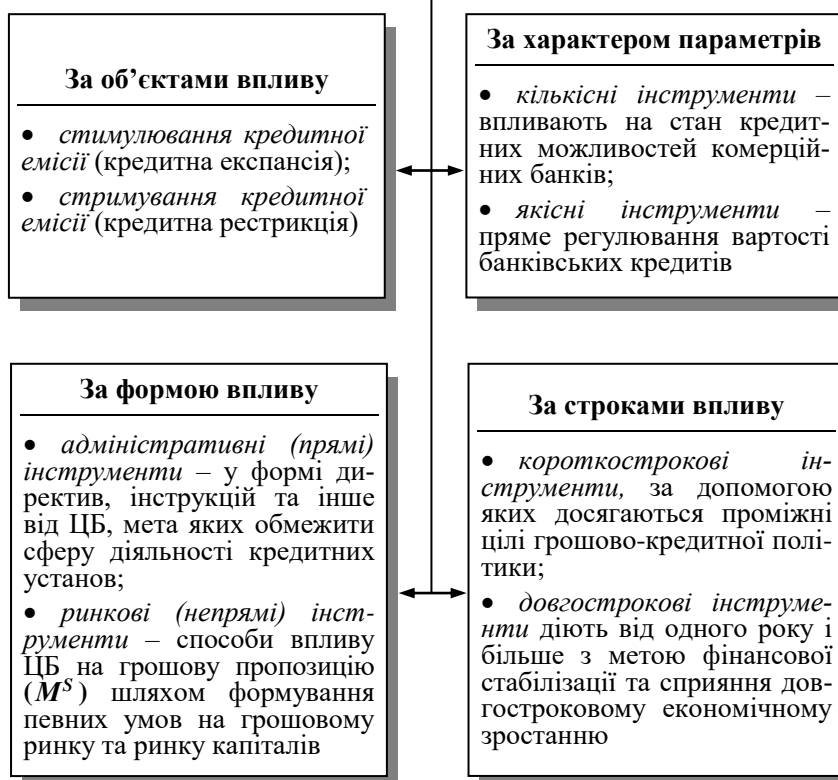 За об’єктами впливу
• стимулювання кредитної
емісії (кредитна експансія);
• стримування кредитної
емісії (кредитна рестрикція)
За характером параметрів
• кількісні інструменти –
впливають на стан кредит-
них можливостей комерцій-
них банків;
• якісні інструменти –
пряме регулювання вартості
банківських кредитів
За формою впливу
• адміністративні (прямі)
інструменти – у формі ди-
ректив, інструкцій та інше
від ЦБ, мета яких обмежити
сферу діяльності кредитних
установ;
• ринкові (непрямі) інст-
рументи – способи впливу
ЦБ на грошову пропозицію
(M^S) шляхом формування
певних умов на грошовому
ринку та ринку капіталів
За строками впливу
• короткострокові ін-
струменти, за допомогою
яких досягаються проміжні
цілі грошово-кредитної полі-
тики;
• довгострокові інструме-
нти діють від одного року і
більше з метою фінансової
стабілізації та сприяння дов-
гостроковому економічному
зростанню